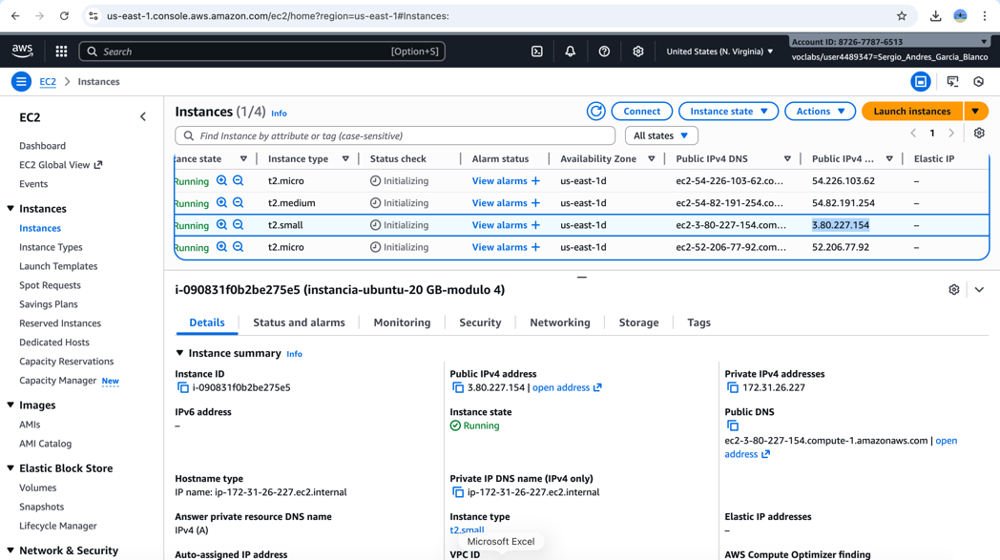 us-east-1.console.aws.amazon.com/ec2/home?region=us-east-1#Instances:
aws
Search
[Option+S]
United States (N. Virginia) ▼
Account ID: 8726-7787-6513
voclabs/user4489347=Sergio_Andres_Garcia_Blanco
EC2 > Instances
EC2
Dashboard
EC2 Global View
Events
Instances
Instances
Instance Types
Launch Templates
Spot Requests
Savings Plans
Reserved Instances
Dedicated Hosts
Capacity Reservations
Capacity Manager New
Images
AMIs
AMI Catalog
Elastic Block Store
Volumes
Snapshots
Lifecycle Manager
Network & Security
Instances (1/4) Info
Connect
Instance state ▼
Actions ▼
Launch instances
Find Instance by attribute or tag (case-sensitive)
All states ▼
1
ance state Instance type Status check Alarm status Availability Zone Public IPv4 DNS Public IPv4 ... Elastic IP
Running t2.micro Initializing View alarms + us-east-1d ec2-54-226-103-62.co... 54.226.103.62 –
Running t2.medium Initializing View alarms + us-east-1d ec2-54-82-191-254.co... 54.82.191.254 –
Running t2.small Initializing View alarms + us-east-1d ec2-3-80-227-154.com... 3.80.227.154 –
Running t2.micro Initializing View alarms + us-east-1d ec2-52-206-77-92.com... 52.206.77.92 –
i-090831f0b2be275e5 (instancia-ubuntu-20 GB-modulo 4)
Details Status and alarms Monitoring Security Networking Storage Tags
Instance summary Info
Instance ID
i-090831f0b2be275e5
Public IPv4 address
3.80.227.154 | open address
Private IPv4 addresses
172.31.26.227
IPv6 address
–
Instance state
Running
Public DNS
ec2-3-80-227-154.compute-1.amazonaws.com | open
address
Hostname type
IP name: ip-172-31-26-227.ec2.internal
Private IP DNS name (IPv4 only)
ip-172-31-26-227.ec2.internal
Answer private resource DNS name
IPv4 (A)
Instance type
t2.small
Elastic IP addresses
–
Microsoft Excel
Auto-assigned IP address
VPC ID
AWS Compute Optimizer finding